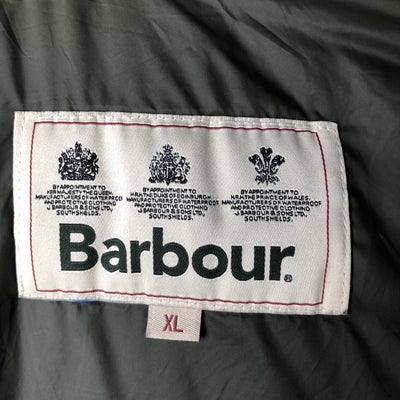 BY APPOINTMENT TO
HER MAJESTY THE QUEEN.
MANUFACTURERS OF WATERPROOF
AND PROTECTIVE CLOTHING
J. BARBOUR & SONS LTD.,
SOUTH SHIELDS.
BY APPOINTMENT TO
H.R.H. THE DUKE OF EDINBURGH
MANUFACTURERS OF WATERPROOF
AND PROTECTIVE CLOTHING
J. BARBOUR & SONS LTD.,
SOUTH SHIELDS.
BY APPOINTMENT TO
H.R.H. THE PRINCE OF WALES.
MANUFACTURERS OF WATERPROOF
AND PROTECTIVE CLOTHING
J. BARBOUR & SONS LTD.,
SOUTH SHIELDS.
Barbour®
XL